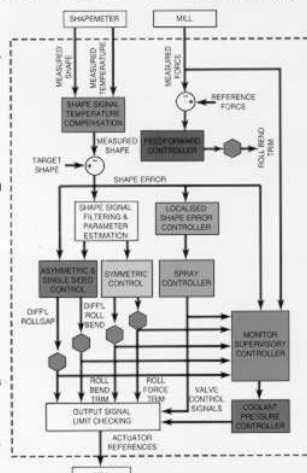 SHAPEMETER
MILL
MEASURED SHAPE
MEASURED TEMPERATURE
MEASURED FORCE
REFERENCE FORCE
SHAPE SIGNAL
TEMPERATURE
COMPENSATION
FEEDFORWARD
CONTROLLER
ROLL BEND TRIM
MEASURED
SHAPE
TARGET
SHAPE
SHAPE ERROR
SHAPE SIGNAL
FILTERING &
PARAMETER
ESTIMATION
LOCALISED
SHAPE ERROR
CONTROLLER
ASYMMETRIC &
SINGLE SIDED
CONTROL
SYMMETRIC
CONTROL
SPRAY
CONTROLLER
DIFF'L
ROLLGAP
DIFF'L
ROLL
BEND
MONITOR
SUPERVISORY
CONTROLLER
ROLL
BEND
TRIM
ROLL
FORCE
TRIM
VALVE
CONTROL
SIGNALS
OUTPUT SIGNAL
LIMIT CHECKING
COOLANT
PRESSURE
CONTROLLER
ACTUATOR
REFERENCES